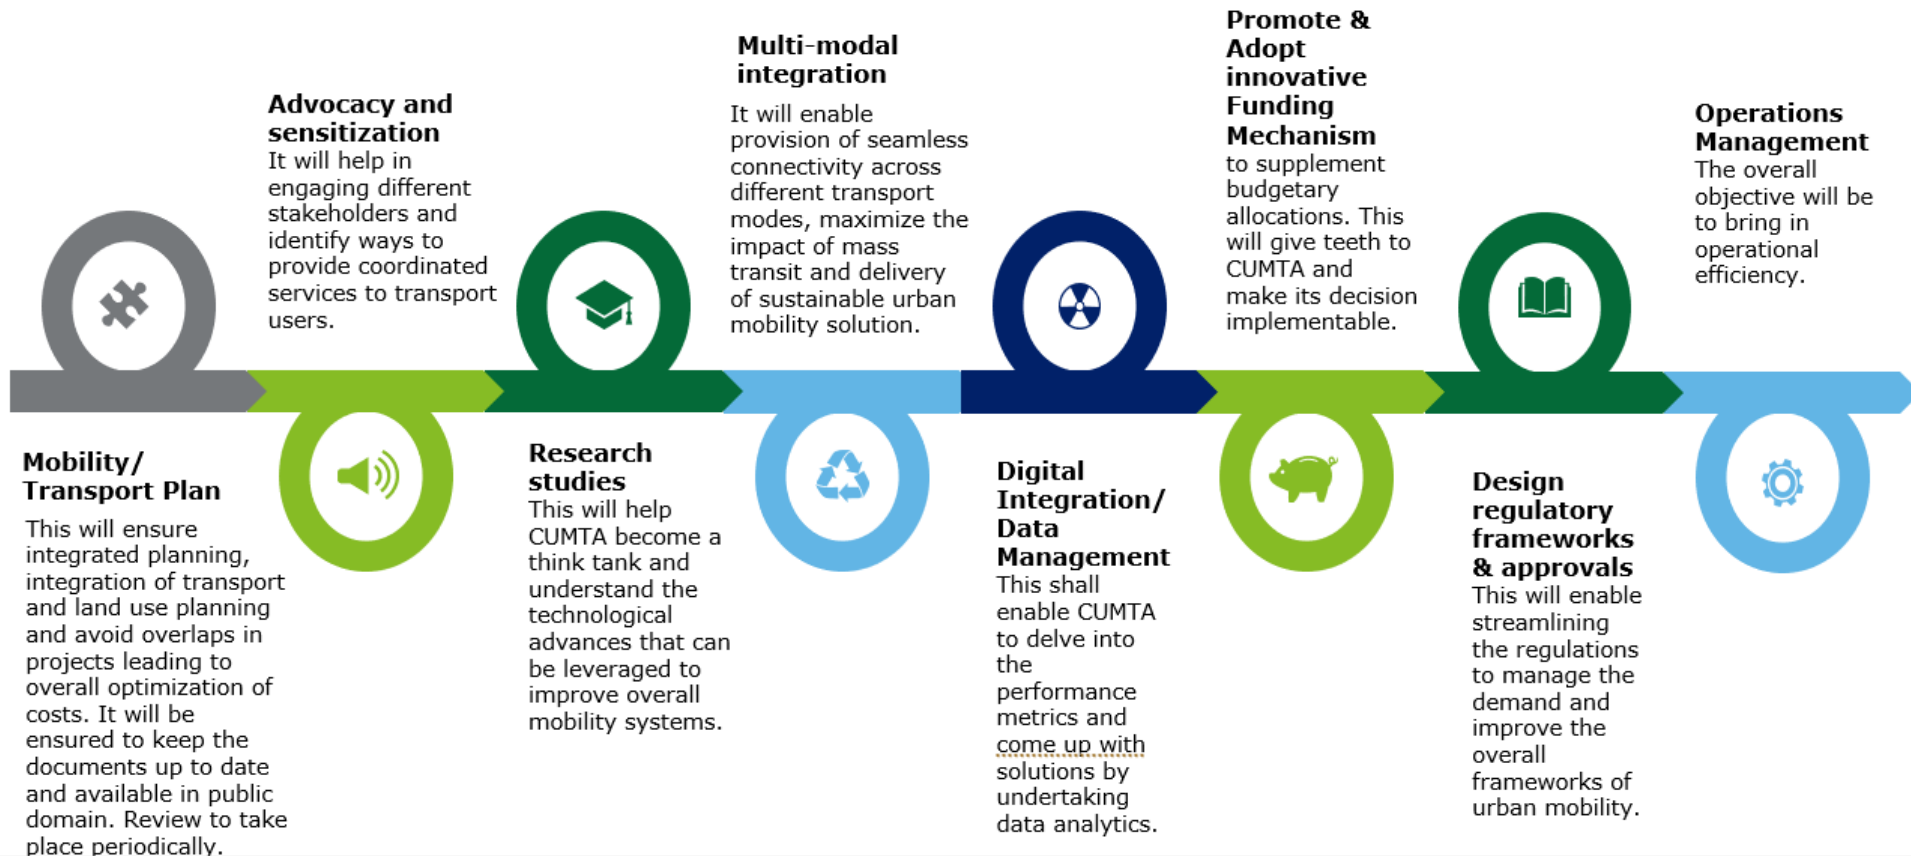 Mobility/
Transport Plan
This will ensure
integrated planning,
integration of transport
and land use planning
and avoid overlaps in
projects leading to
overall optimization of
costs. It will be
ensured to keep the
documents up to date
and available in public
domain. Review to take
place periodically.
Advocacy and
sensitization
It will help in
engaging different
stakeholders and
identify ways to
provide coordinated
services to transport
users.
Research
studies
This will help
CUMTA become a
think tank and
understand the
technological
advances that can
be leveraged to
improve overall
mobility systems.
Multi-modal
integration
It will enable
provision of seamless
connectivity across
different transport
modes, maximize the
impact of mass
transit and delivery
of sustainable urban
mobility solution.
Digital
Integration/
Data
Management
This shall
enable CUMTA
to delve into
the
performance
metrics and
come up with
solutions by
undertaking
data analytics.
Promote &
Adopt
innovative
Funding
Mechanism
to supplement
budgetary
allocations. This
will give teeth to
CUMTA and
make its decision
implementable.
Design
regulatory
frameworks
& approvals
This will enable
streamlining
the regulations
to manage the
demand and
improve the
overall
frameworks of
urban mobility.
Operations
Management
The overall
objective will be
to bring in
operational
efficiency.